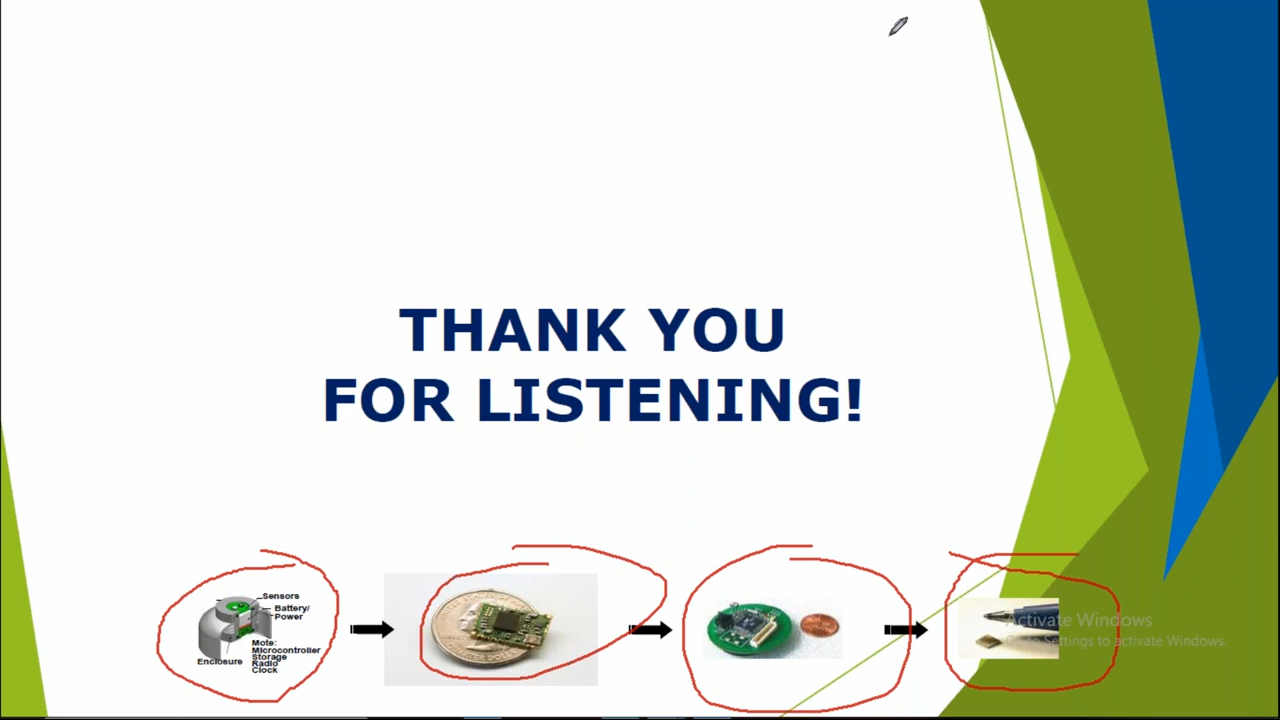 THANK YOU
FOR LISTENING!
Sensors
Battery/
Power
Mote:
Microcontroller
Storage
Radio
Clock
Enclosure
Activate Windows
Go to Settings to activate Windows.